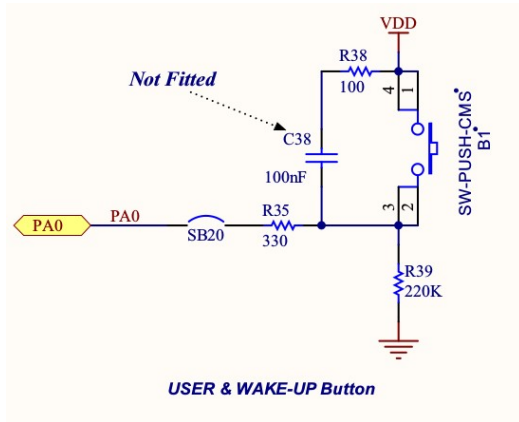 VDD
R38
100
Not Fitted
C38
100nF
4
1
3
2
SW-PUSH-CMS
B1
PA0
PA0
SB20
R35
330
R39
220K
USER & WAKE-UP Button